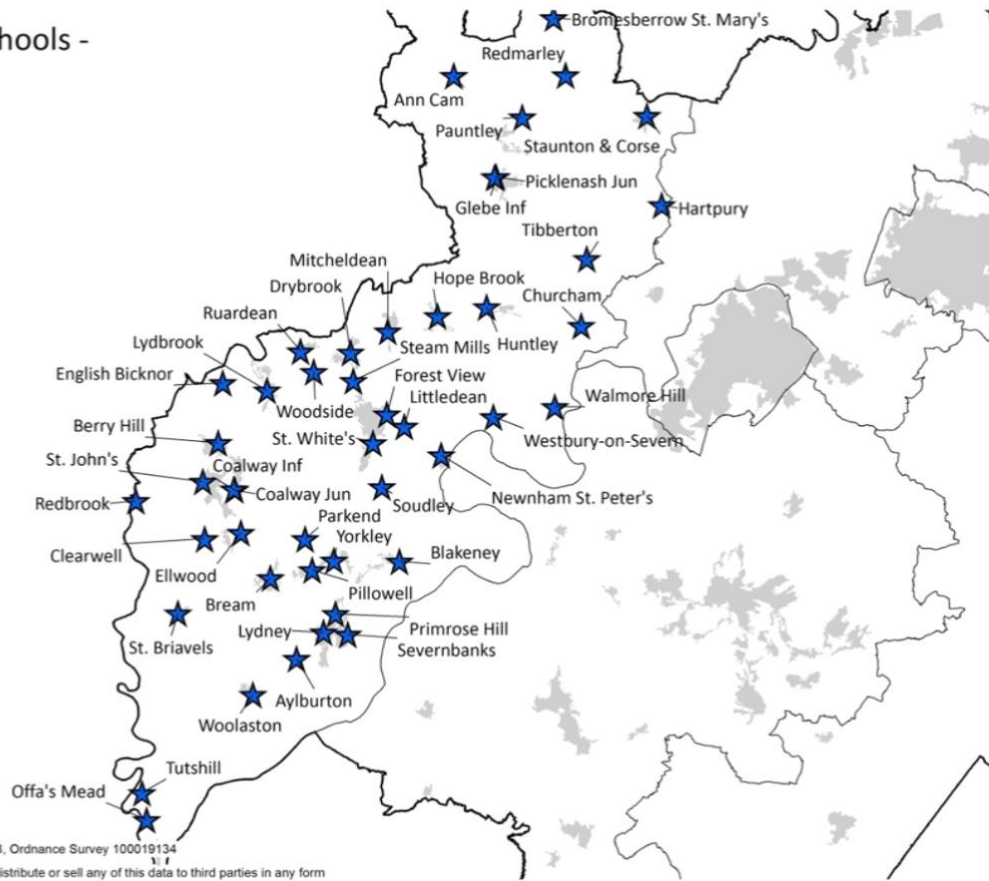 hools -
Bromesberrow St. Mary's
Redmarley
Ann Cam
Pauntley
Staunton & Corse
Picklenash Jun
Glebe Inf
Hartpury
Tibberton
Mitcheldean
Hope Brook
Drybrook
Churcham
Ruardean
Lydbrook
Steam Mills
Huntley
English Bicknor
Forest View
Littledean
Walmore Hill
Woodside
Berry Hill
St. White's
Westbury-on-Severn
St. John's
Coalway Inf
Coalway Jun
Newnham St. Peter's
Redbrook
Soudley
Parkend
Yorkley
Clearwell
Blakeney
Ellwood
Pillowell
Bream
Lydney
Primrose Hill
St. Briavels
Severnbanks
Aylburton
Woolaston
Tutshill
Offa's Mead
, Ordnance Survey 100019134
istribute or sell any of this data to third parties in any form